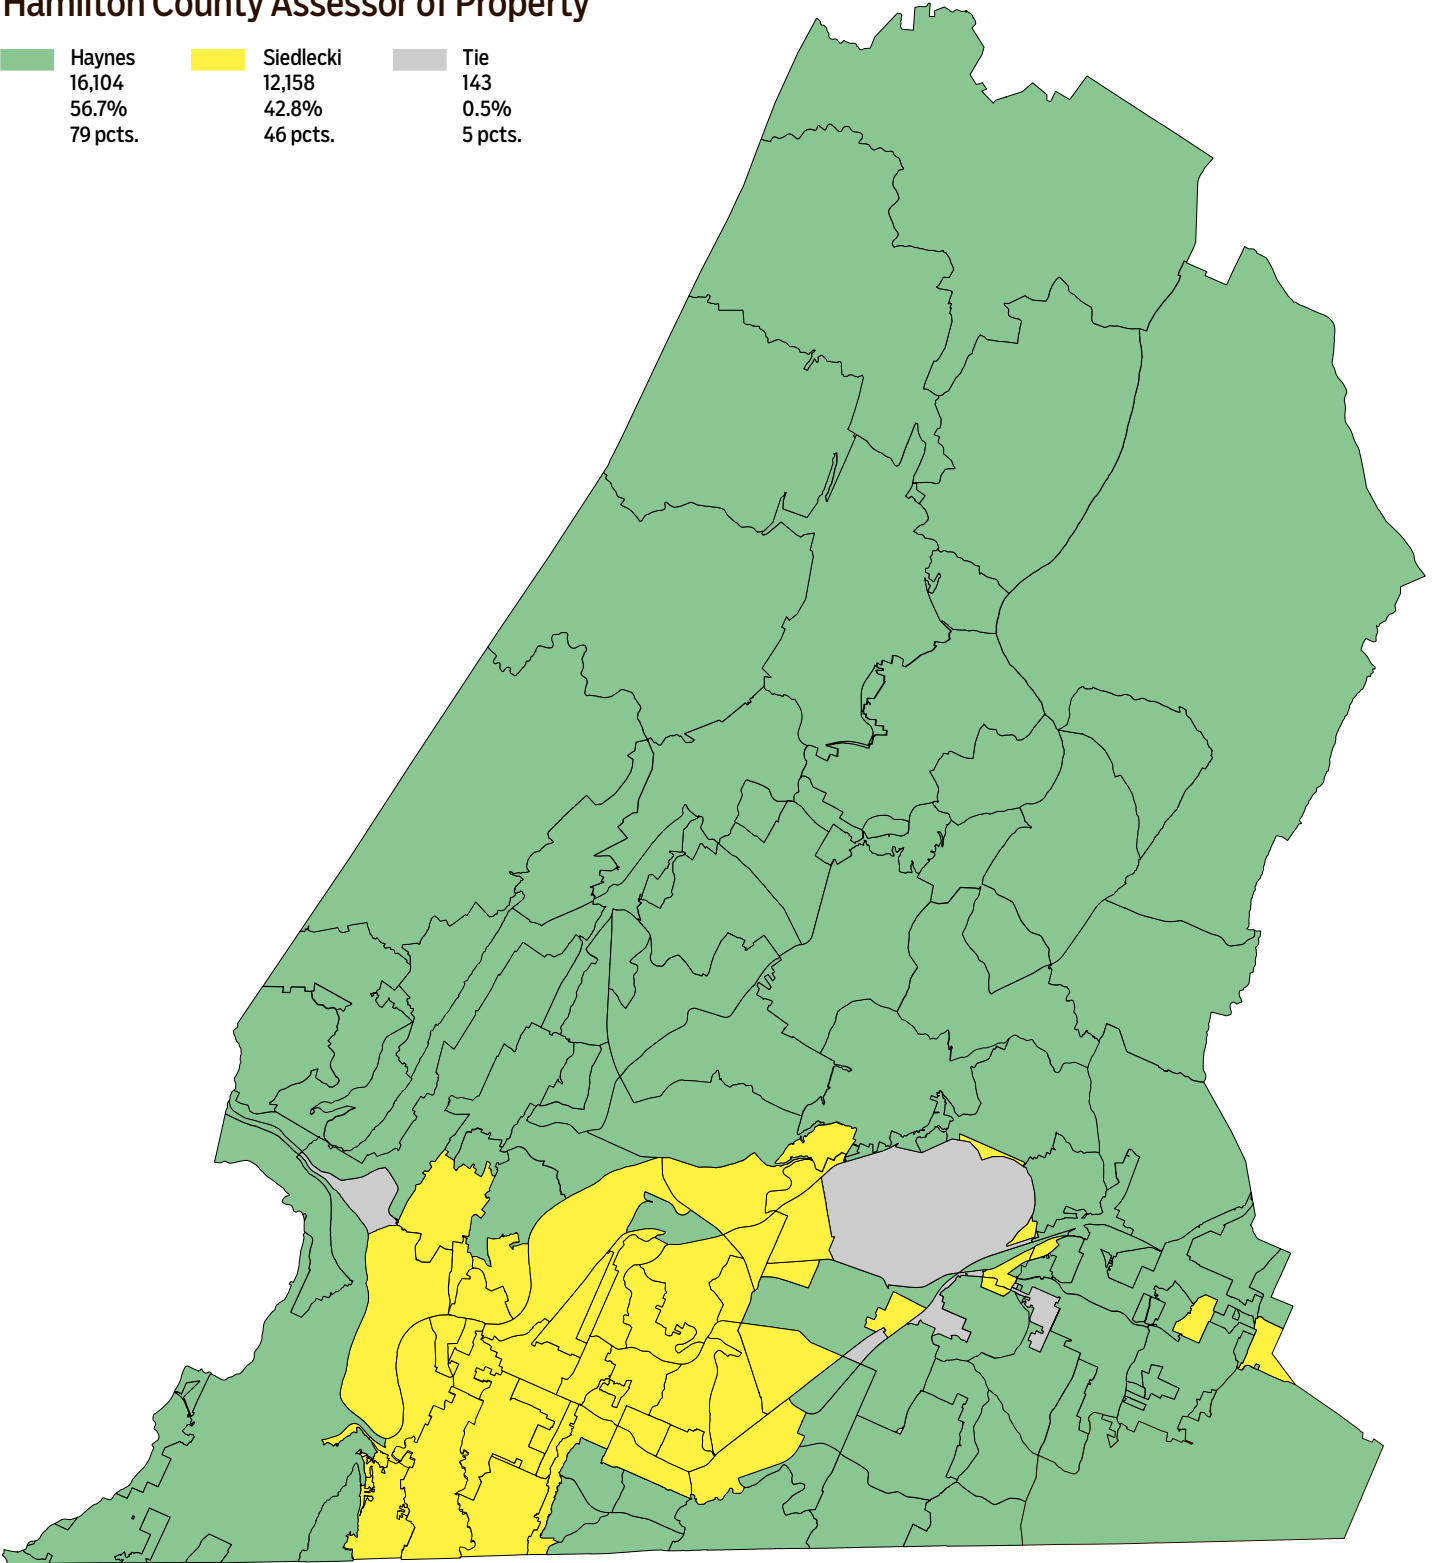 Hamilton County Assessor of Property
Haynes
16,104
56.7%
79 pcts.
Siedlecki
12,158
42.8%
46 pcts.
Tie
143
0.5%
5 pcts.